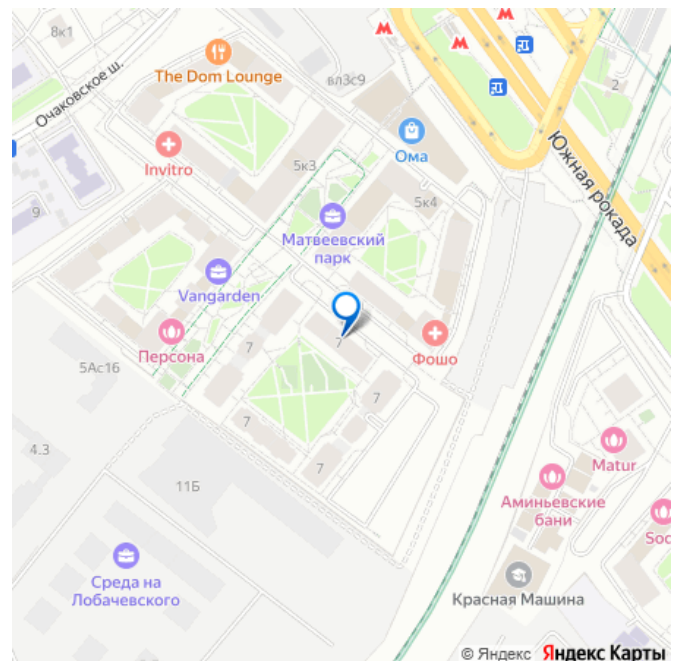 8к1
The Dom Lounge
вл3с9
2
Очаковское ш.
Ома
Южная рокада
Invitro
5к3
5к4
9
Матвеевский
парк
Vangarden
Персона
7
7
Фошо
5Ас16
7
7
7
4.3
11Б
Matur
Аминьевские
бани
Soc
Среда на
Лобачевского
Красная Машина
© Яндекс Яндекс Карты